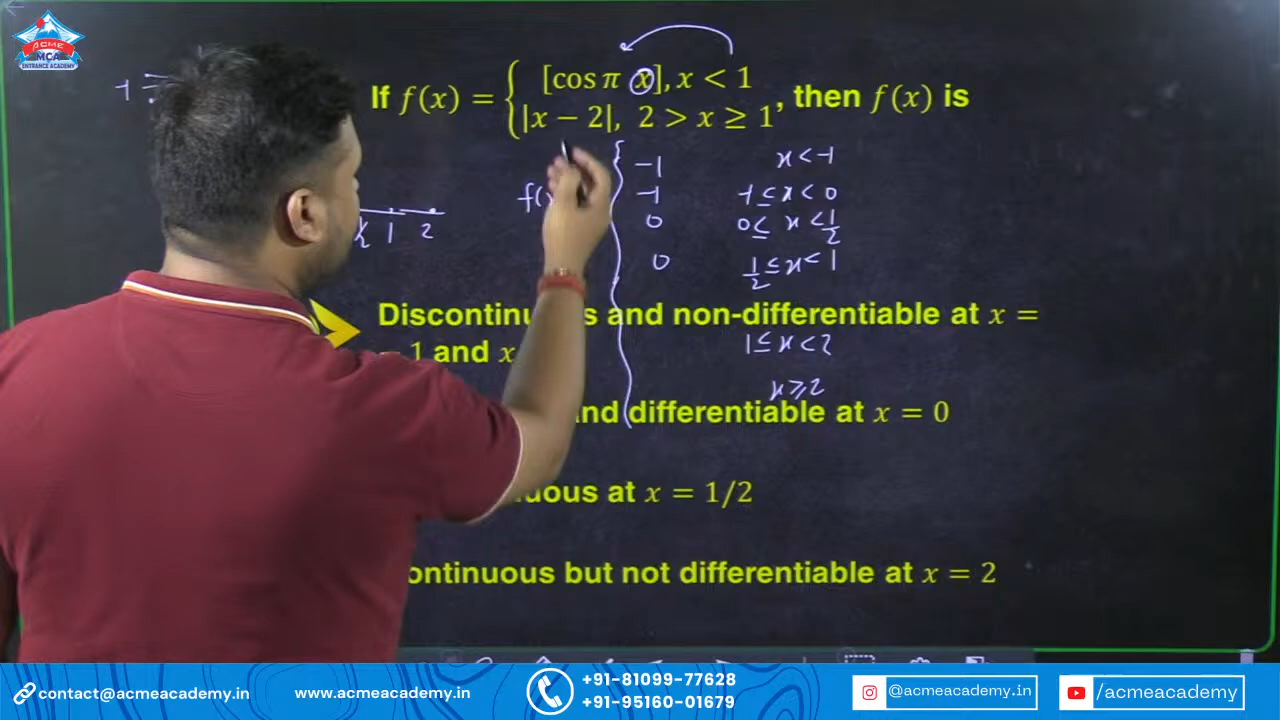 ACME
MCA
ENTRANCE ACADEMY
If f(x) = { [cos π x], x < 1
|x − 2|, 2 > x ≥ 1 , then f(x) is
−1 x < −1
f(x −1 −1 ≤ x < 0
0 0 ≤ x < 1/2
0 1/2 ≤ x < 1
1 2
Discontinu s and non-differentiable at x =
1 and x
1 ≤ x < 2
x ≥ 2
nd differentiable at x = 0
nuous at x = 1/2
ontinuous but not differentiable at x = 2
contact@acmeacademy.in
www.acmeacademy.in
+91-81099-77628
+91-95160-01679
@acmeacademy.in
/acmeacademy